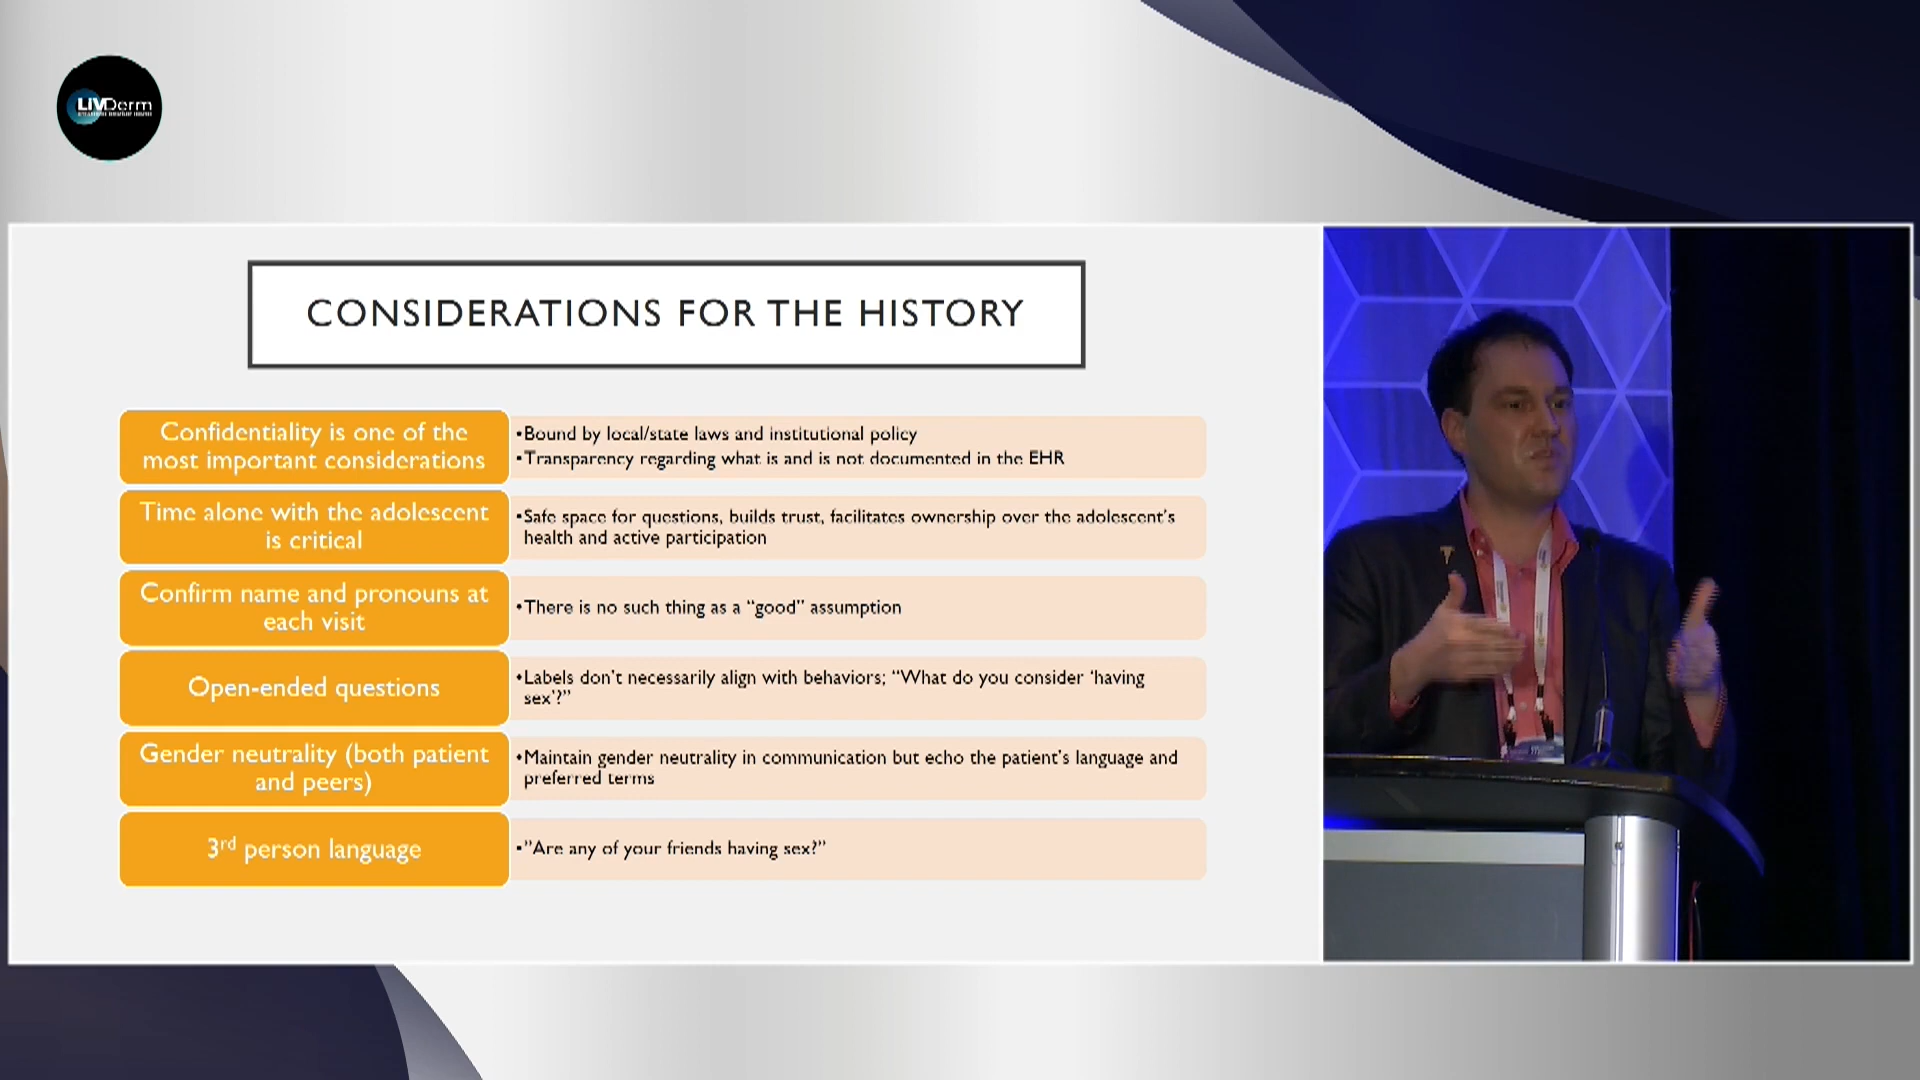 LIVDerm
CONSIDERATIONS FOR THE HISTORY
Confidentiality is one of the
most important considerations
•Bound by local/state laws and institutional policy
•Transparency regarding what is and is not documented in the EHR
Time alone with the adolescent
is critical
•Safe space for questions, builds trust, facilitates ownership over the adolescent's
health and active participation
Confirm name and pronouns at
each visit
•There is no such thing as a “good” assumption
Open-ended questions
•Labels don't necessarily align with behaviors; “What do you consider ‘having
sex’?”
Gender neutrality (both patient
and peers)
•Maintain gender neutrality in communication but echo the patient's language and
preferred terms
3rd person language
•”Are any of your friends having sex?”